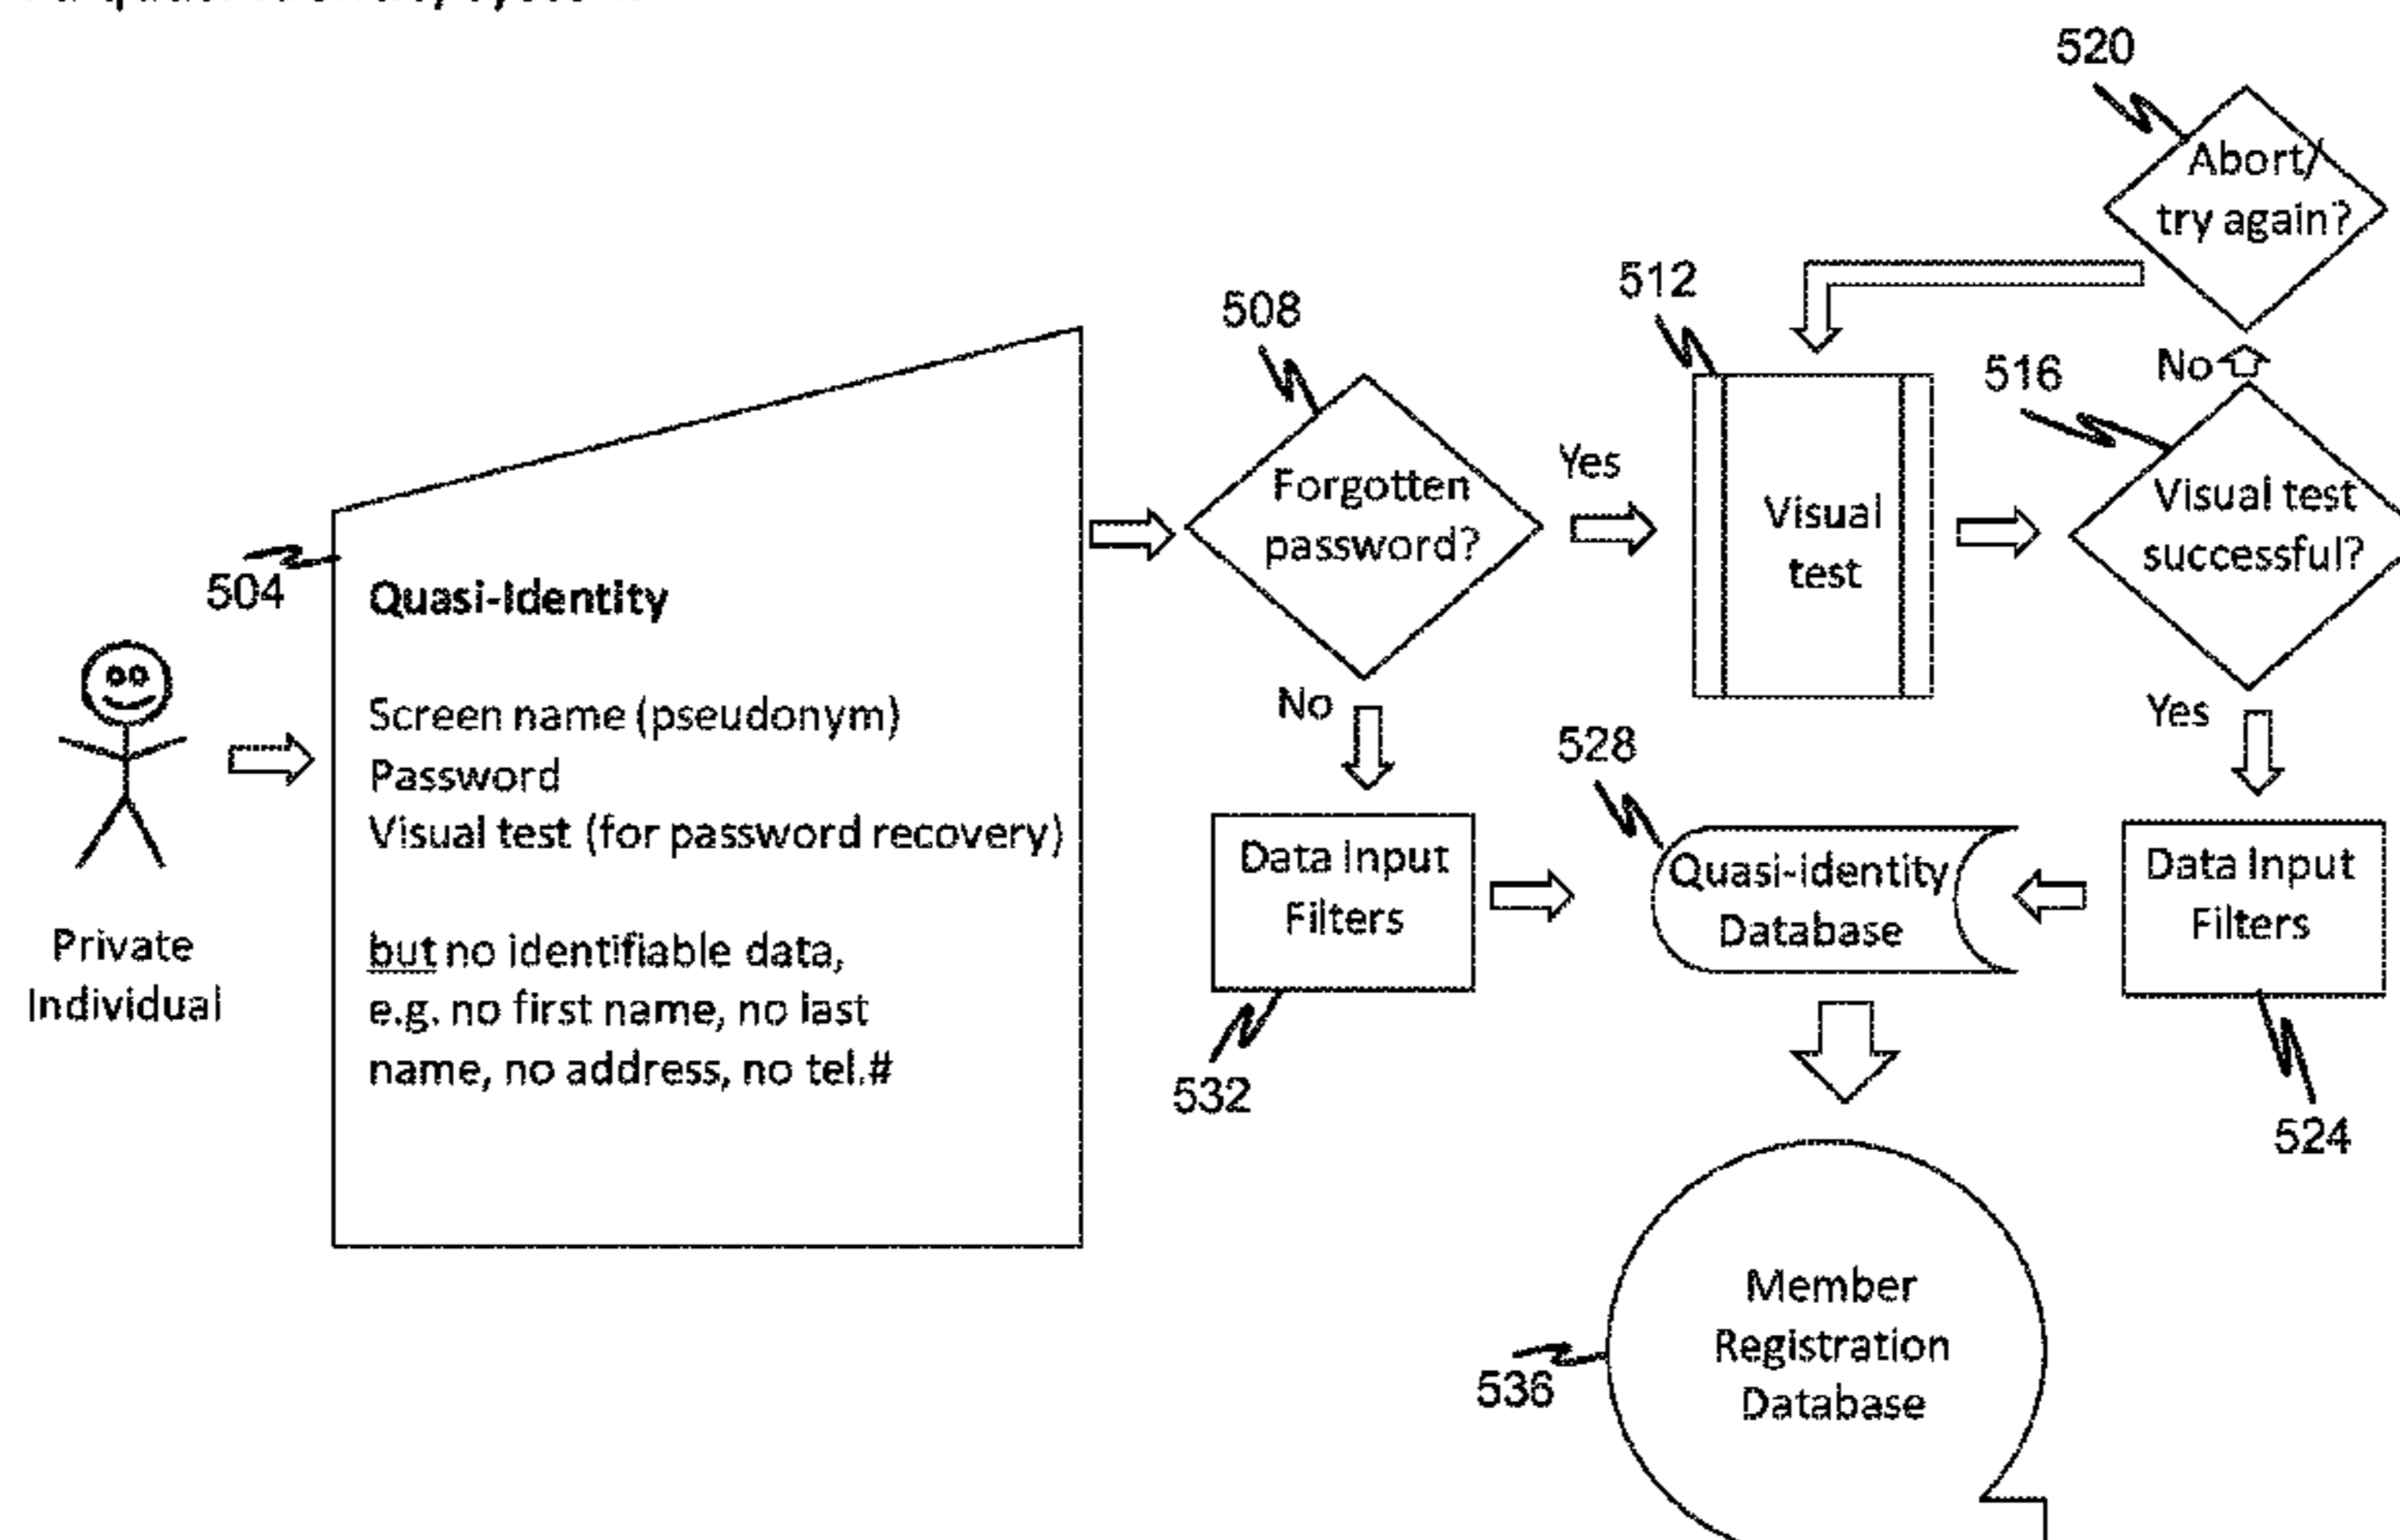 520
Abort/
try again?
512
508
No
516
Yes
Forgotten
password?
Visual
test
Visual test
successful?
504
Quasi-Identity
Screen name (pseudonym)
Password
Visual test (for password recovery)
but no identifiable data,
e.g. no first name, no last
name, no address, no tel.#
Private
Individual
No
Yes
528
Data Input
Filters
Quasi-identity
Database
Data Input
Filters
532
524
Member
Registration
Database
536